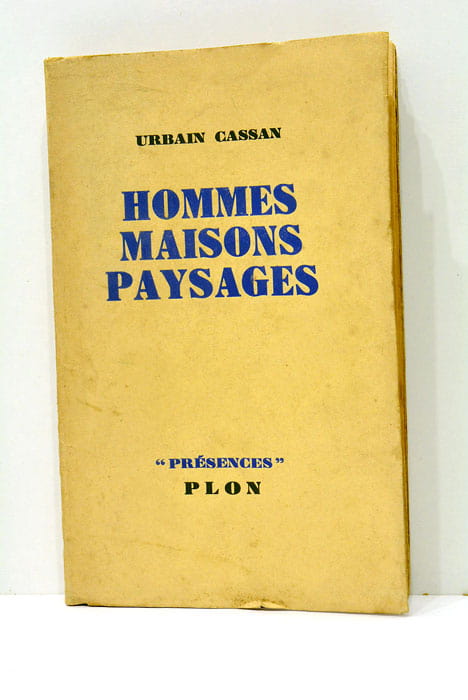 URBAIN CASSAN
HOMMES
MAISONS
PAYSAGES
“PRÉSENCES”
PLON